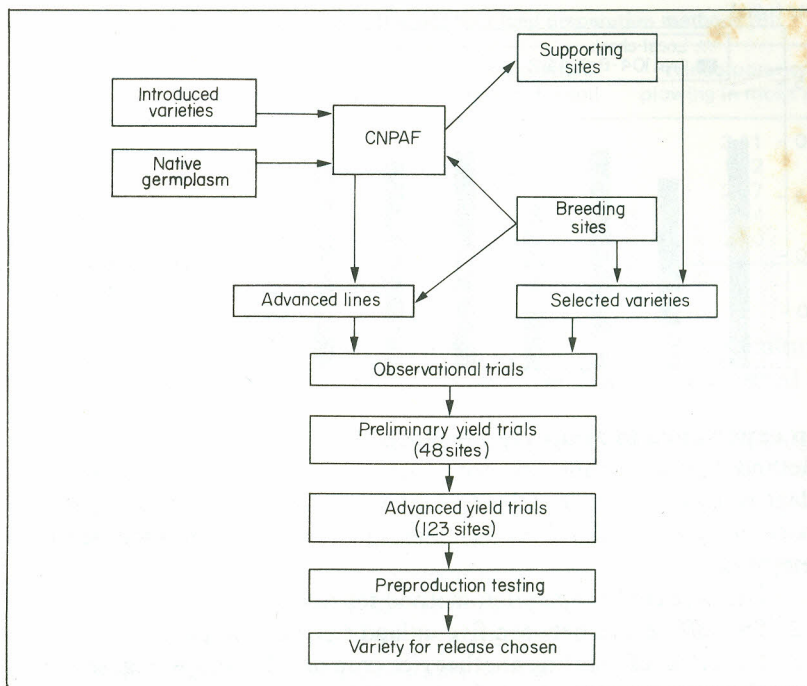 Supporting
sites
Introduced
varieties
CNPAF
Native
germplasm
Breeding
sites
Advanced lines
Selected varieties
Observational trials
Preliminary yield trials
(48 sites)
Advanced yield trials
(123 sites)
Preproduction testing
Variety for release chosen